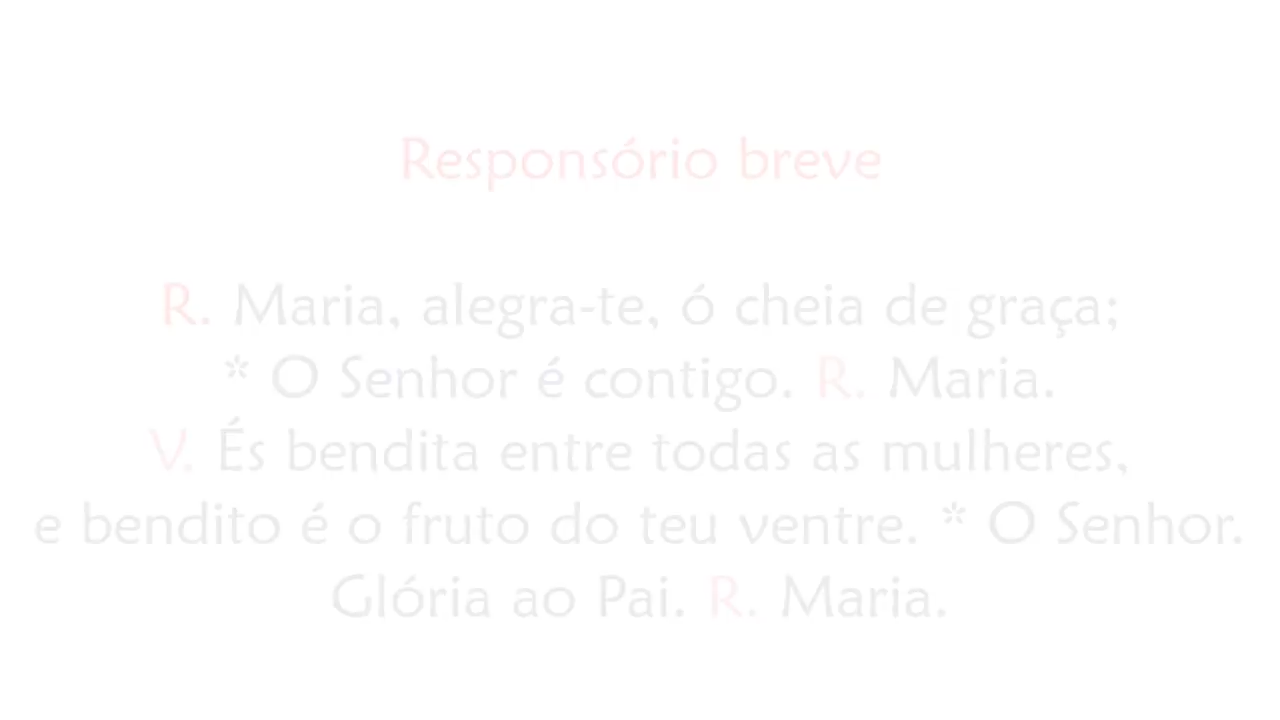 Responsório breve
R. Maria, alegra-te, ó cheia de graça;
* O Senhor é contigo. R. Maria.
V. És bendita entre todas as mulheres,
e bendito é o fruto do teu ventre. * O Senhor.
Glória ao Pai. R. Maria.